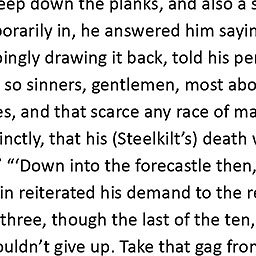 eep down the planks, and also a s
porarily in, he answered him sayin
pingly drawing it back, told his pe
so sinners, gentlemen, most abo
es, and that scarce any race of ma
inctly, that his (Steelkilt’s) death w
’ “‘Down into the forecastle then,
in reiterated his demand to the re
three, though the last of the ten,
ouldn’t give up. Take that gag from